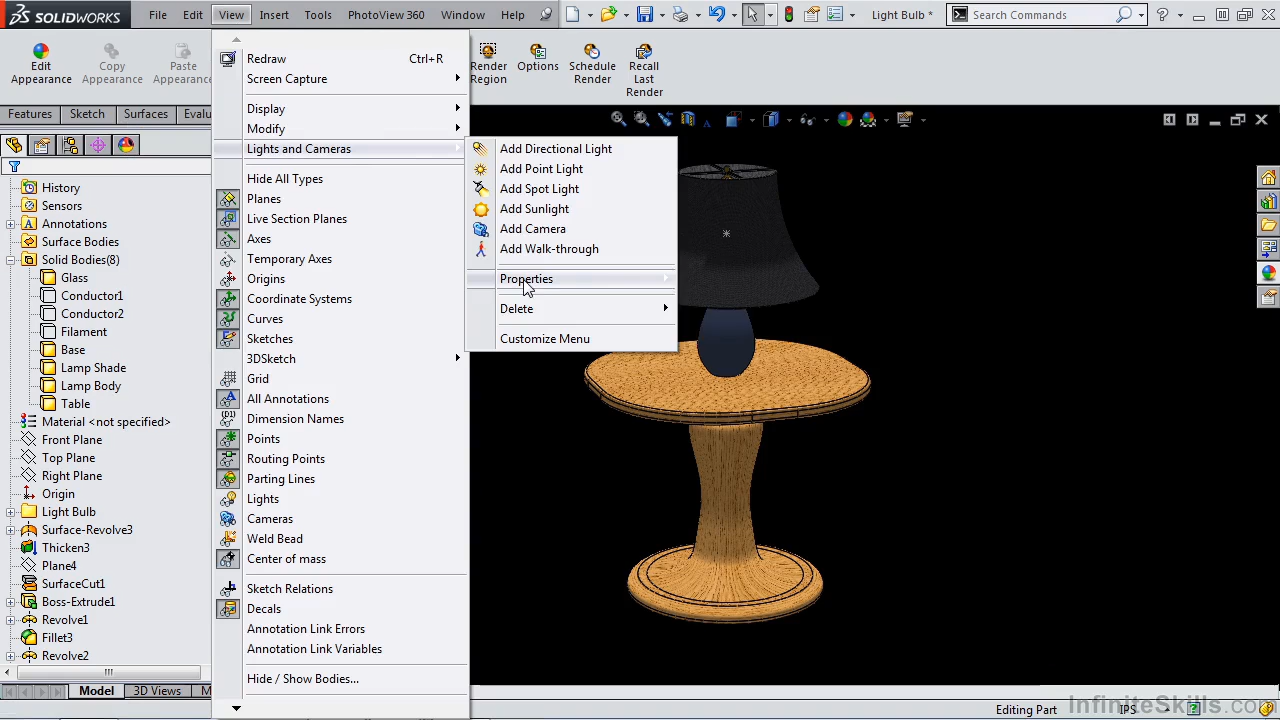 SOLIDWORKS File Edit View Insert Tools PhotoView 360 Window Help Light Bulb * Search Commands
Edit Appearance
Copy Appearance
Paste Appearanc
Render Region
Options
Schedule Render
Recall Last Render
Features Sketch Surfaces Evalu
History
Sensors
Annotations
Surface Bodies
Solid Bodies(8)
Glass
Conductor1
Conductor2
Filament
Base
Lamp Shade
Lamp Body
Table
Material <not specified>
Front Plane
Top Plane
Right Plane
Origin
Light Bulb
Surface-Revolve3
Thicken3
Plane4
SurfaceCut1
Boss-Extrude1
Revolve1
Fillet3
Revolve2
Model 3D Views M
Redraw Ctrl+R
Screen Capture
Display
Modify
Lights and Cameras
Hide All Types
Planes
Live Section Planes
Axes
Temporary Axes
Origins
Coordinate Systems
Curves
Sketches
3DSketch
Grid
All Annotations
Dimension Names
Points
Routing Points
Parting Lines
Lights
Cameras
Weld Bead
Center of mass
Sketch Relations
Decals
Annotation Link Errors
Annotation Link Variables
Hide / Show Bodies...
Add Directional Light
Add Point Light
Add Spot Light
Add Sunlight
Add Camera
Add Walk-through
Properties
Delete
Customize Menu
InfiniteSkills.com
Editing Part IPS